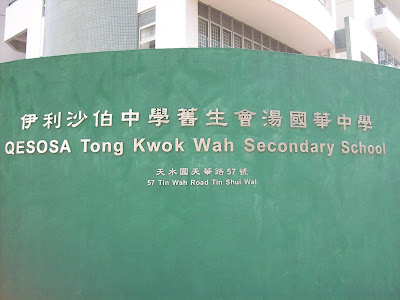 伊利沙伯中學舊生會湯國華中學
QESOSA Tong Kwok Wah Secondary School
天水圍天華路57號
57 Tin Wah Road Tin Shui Wai